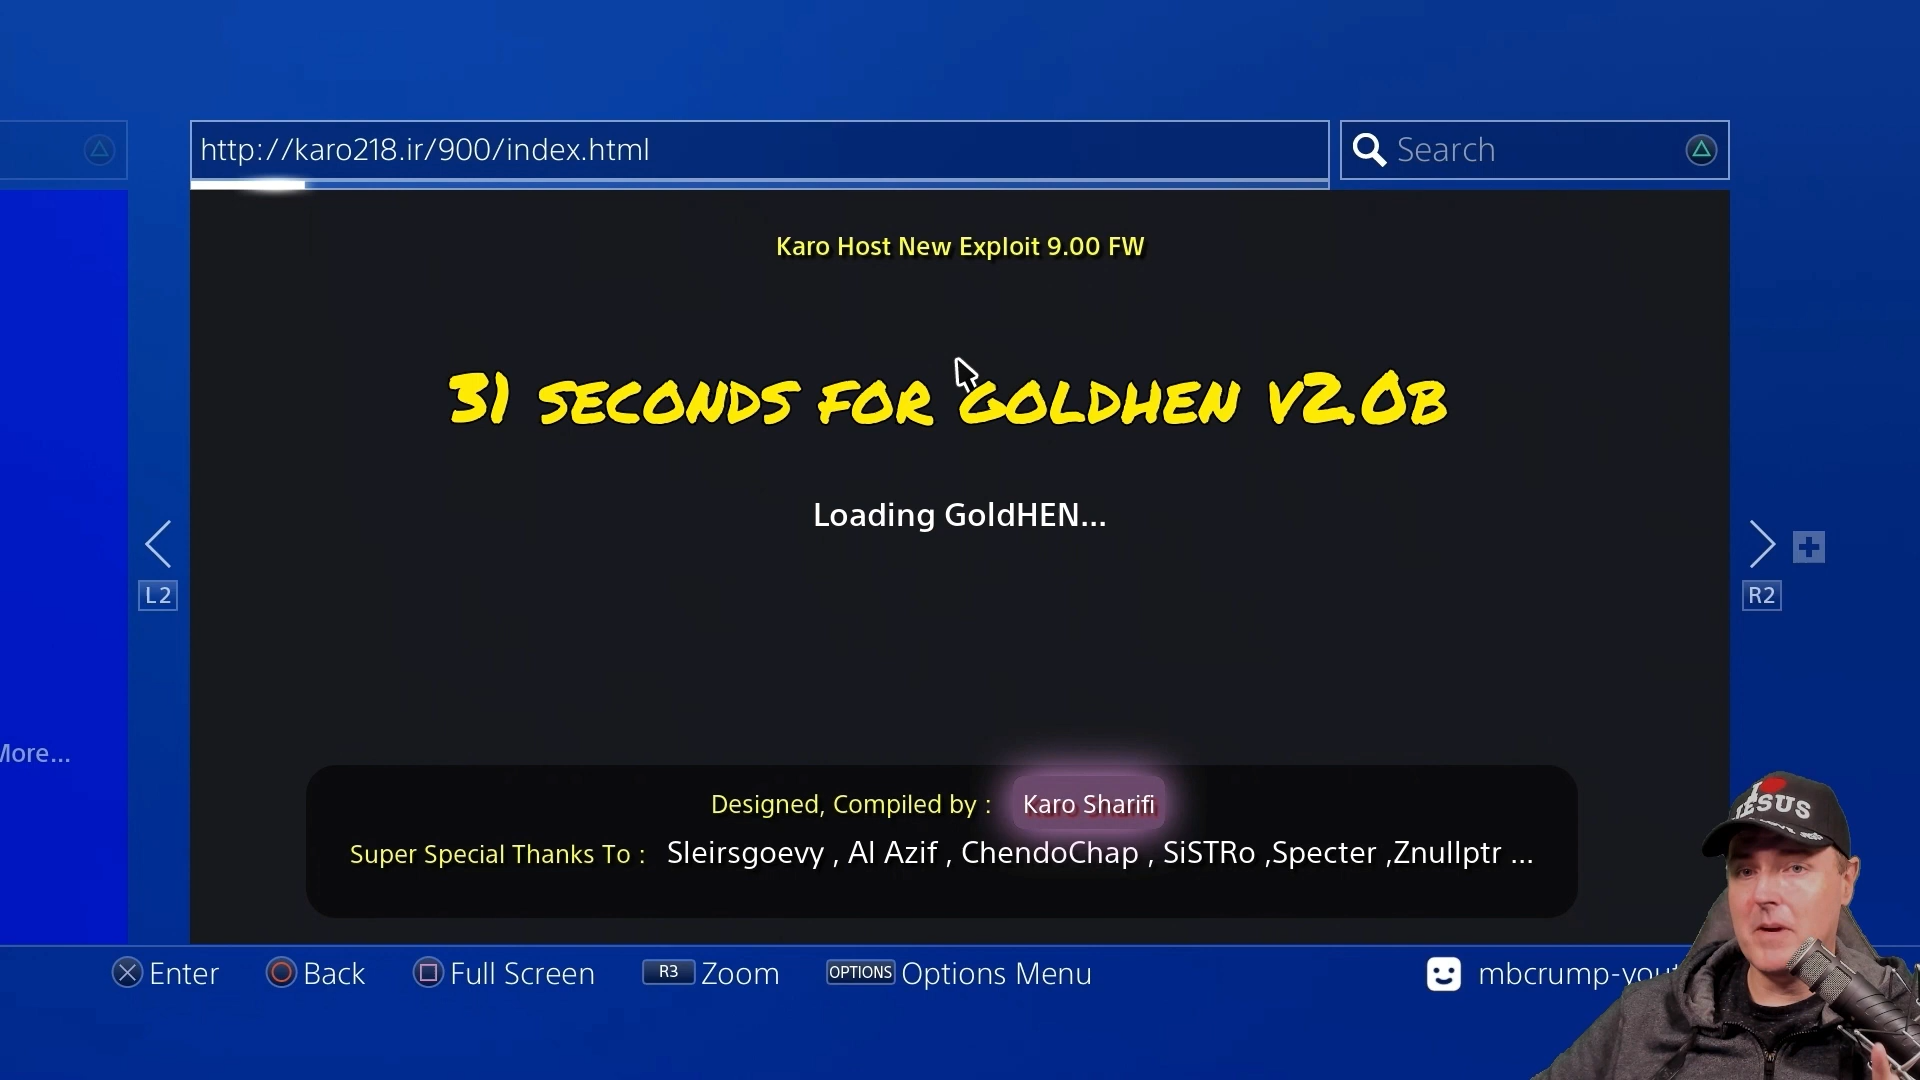 http://karo218.ir/900/index.html
Search
Karo Host New Exploit 9.00 FW
31 SECONDS FOR GOLDHEN V2.0B
Loading GoldHEN...
L2
R2
More...
Designed, Compiled by : Karo Sharifi
Super Special Thanks To : Sleirsgoevy , Al Azif , ChendoChap , SiSTRo ,Specter ,Znullptr ...
Enter Back Full Screen R3 Zoom OPTIONS Options Menu mbcrump-yout
I JESUS